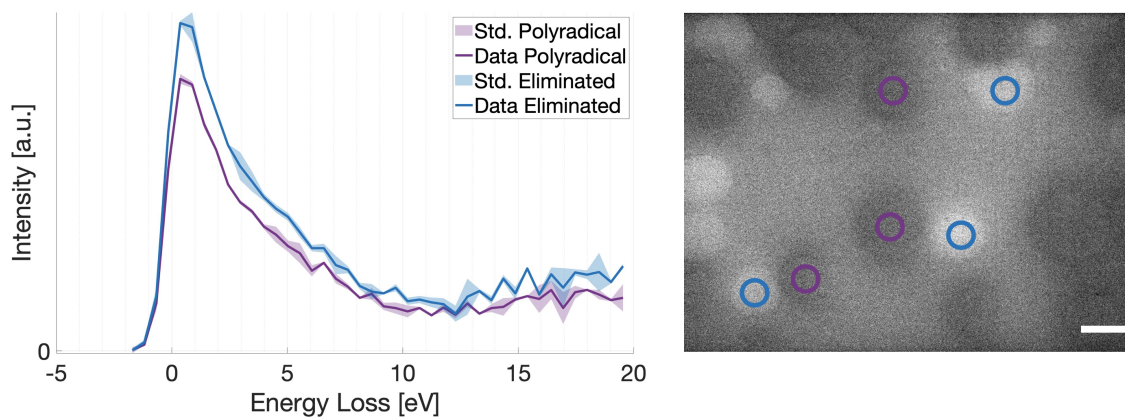 Intensity [a.u.]
Std. Polyradical
Data Polyradical
Std. Eliminated
Data Eliminated
0
-5 0 5 10 15 20
Energy Loss [eV]